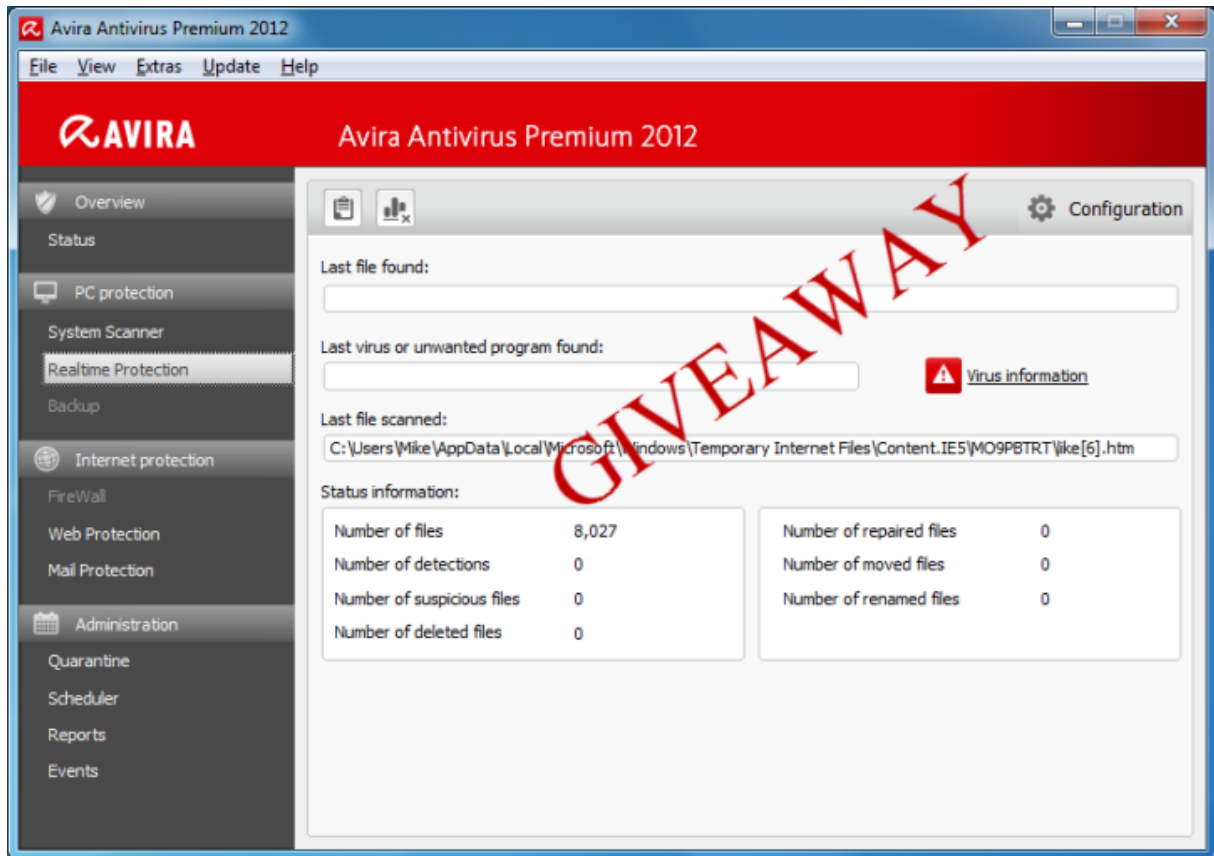 Avira Antivirus Premium 2012
File View Extras Update Help
AVIRA
Avira Antivirus Premium 2012
Overview
Status
PC protection
System Scanner
Realtime Protection
Backup
Internet protection
FireWall
Web Protection
Mail Protection
Administration
Quarantine
Scheduler
Reports
Events
Configuration
Last file found:
Last virus or unwanted program found:
Virus information
Last file scanned:
C:\Users\Mike\AppData\Local\Microsoft\Windows\Temporary Internet Files\Content.IE5\MO9PBTRT\like[6].htm
Status information:
Number of files 8,027
Number of detections 0
Number of suspicious files 0
Number of deleted files 0
Number of repaired files 0
Number of moved files 0
Number of renamed files 0
GIVEAWAY